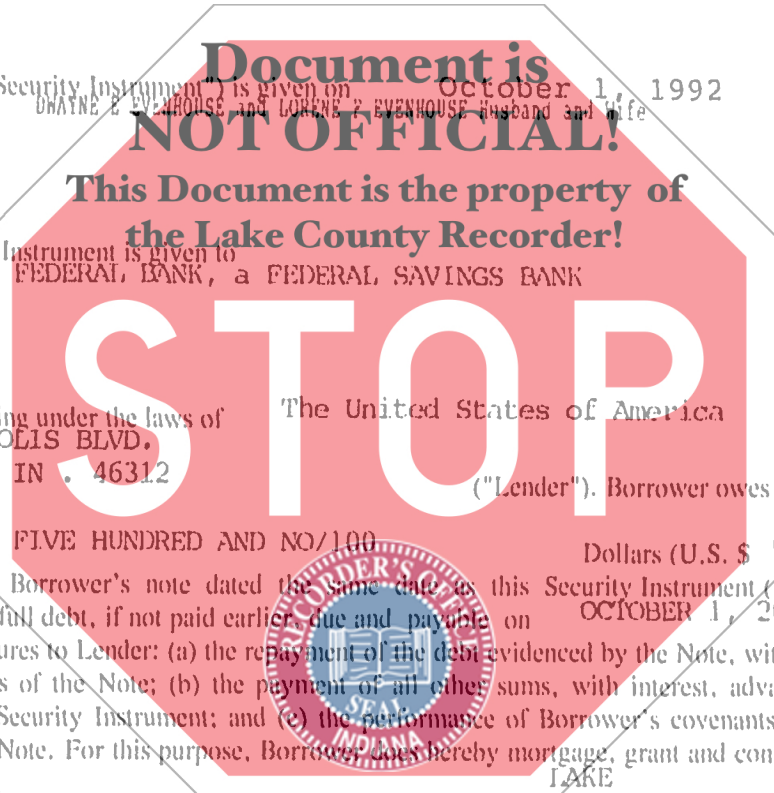 Document is
Security Instrument") is given on October 1, 1992
DWAYNE E EVENHOUSE and LORENE F EVENHOUSE Husband and Wife
NOT OFFICIAL!
This Document is the property of
the Lake County Recorder!
Instrument is given to
FEDERAL BANK, a FEDERAL SAVINGS BANK
STOP
ng under the laws of The United States of America
OLIS BLVD.
IN . 46312
("Lender"). Borrower owes
FIVE HUNDRED AND NO/100
Dollars (U.S. $
Borrower's note dated the same date as this Security Instrument (
full debt, if not paid earlier, due and payable on OCTOBER 1, 2
ures to Lender: (a) the repayment of the debt evidenced by the Note, wit
s of the Note; (b) the payment of all other sums, with interest, adva
Security Instrument; and (c) the performance of Borrower's covenants
Note. For this purpose, Borrower does hereby mortgage, grant and con
LAKE
RECORDER'S OFFICE
SEAL
INDIANA